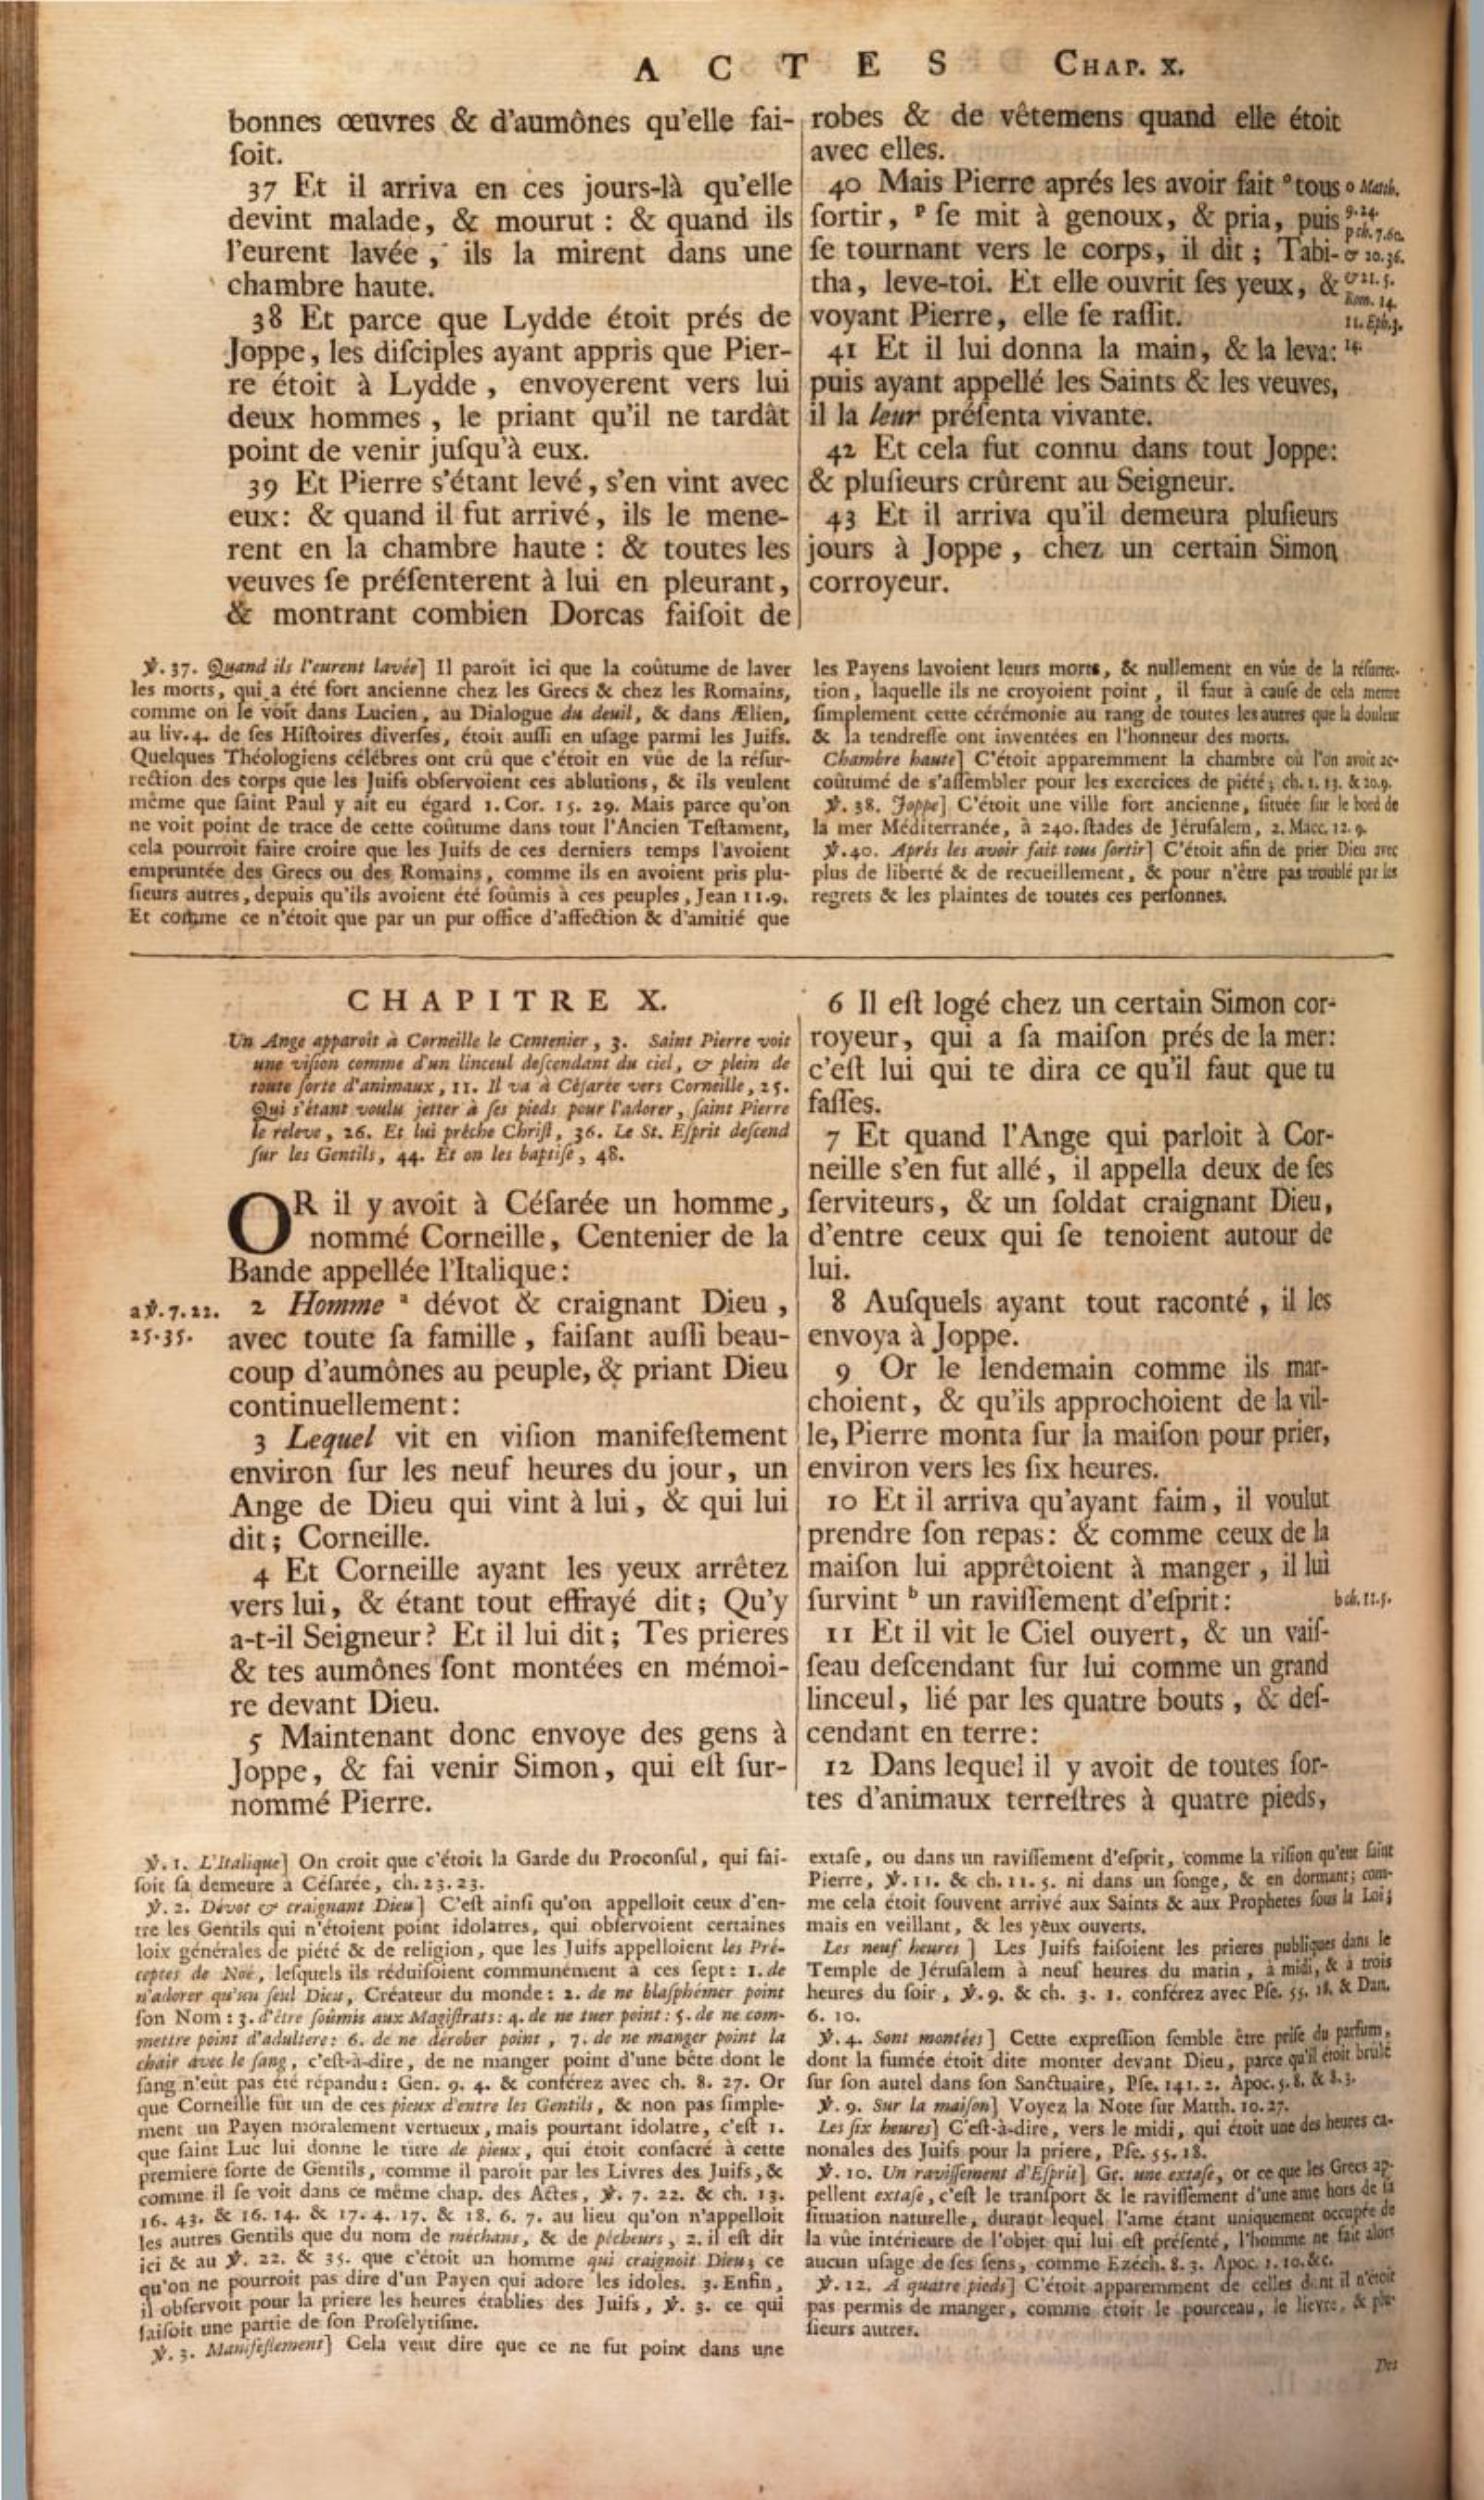 ACTES CHAP. X.
bonnes œuvres & d'aumônes qu'elle fai-
ſoit.
37 Et il arriva en ces jours-là qu'elle
devint malade, & mourut : & quand ils
l'eurent lavée, ils la mirent dans une
chambre haute.
38 Et parce que Lydde étoit prés de
Joppe, les diſciples ayant appris que Pier-
re étoit à Lydde, envoyerent vers lui
deux hommes, le priant qu'il ne tardât
point de venir juſqu'à eux.
39 Et Pierre s'étant levé, s'en vint avec
eux: & quand il fut arrivé, ils le mene-
rent en la chambre haute : & toutes les
veuves ſe préſenterent à lui en pleurant,
& montrant combien Dorcas faiſoit de
robes & de vêtemens quand elle étoit
avec elles.
40 Mais Pierre aprés les avoir fait º tous
ſortir, ᵖ ſe mit à genoux, & pria, puis
ſe tournant vers le corps, il dit ; Tabi-
tha, leve-toi. Et elle ouvrit ſes yeux, &
voyant Pierre, elle ſe raſſit.
41 Et il lui donna la main, & la leva:
puis ayant appellé les Saints & les veuves,
il la leur préſenta vivante.
42 Et cela fut connu dans tout Joppe:
& pluſieurs crûrent au Seigneur.
43 Et il arriva qu'il demeura pluſieurs
jours à Joppe, chez un certain Simon
corroyeur.
o Matth.
9.24.
p ch. 7.60.
& 20.36.
& 21.5.
Rom. 14.
11. Eph. 3.
14.
℣. 37. Quand ils l'eurent lavée] Il paroît ici que la coûtume de laver
les morts, qui a été fort ancienne chez les Grecs & chez les Romains,
comme on le voit dans Lucien, au Dialogue du deuil, & dans Ælien,
au liv. 4. de ſes Hiſtoires diverſes, étoit auſſi en uſage parmi les Juifs.
Quelques Théologiens célébres ont crû que c'étoit en vûe de la réſur-
rection des corps que les Juifs obſervoient ces ablutions, & ils veulent
même que ſaint Paul y ait eu égard 1. Cor. 15. 29. Mais parce qu'on
ne voit point de trace de cette coûtume dans tout l'Ancien Teſtament,
cela pourroit faire croire que les Juifs de ces derniers temps l'avoient
empruntée des Grecs ou des Romains, comme ils en avoient pris plu-
ſieurs autres, depuis qu'ils avoient été ſoûmis à ces peuples, Jean 11.9.
Et comme ce n'étoit que par un pur office d'affection & d'amitié que
les Payens lavoient leurs morts, & nullement en vûe de la réſurrec-
tion, laquelle ils ne croyoient point, il faut à cauſe de cela meme
ſimplement cette cérémonie au rang de toutes les autres que la douleur
& la tendreſſe ont inventées en l'honneur des morts.
Chambre haute] C'étoit apparemment la chambre où l'on avoit ac-
coûtumé de s'aſſembler pour les exercices de piété; ch. 1. 13. & 20.9.
℣. 38. Joppe] C'étoit une ville fort ancienne, ſituée ſur le bord de
la mer Méditerranée, à 240. ſtades de Jéruſalem, 2. Macc. 12. 9.
℣. 40. Aprés les avoir fait tous ſortir] C'étoit afin de prier Dieu avec
plus de liberté & de recueillement, & pour n'être pas troublé par les
regrets & les plaintes de toutes ces perſonnes.
CHAPITRE X.
Un Ange apparoît à Corneille le Centenier, 3. Saint Pierre voit
une viſion comme d'un linceul deſcendant du ciel, & plein de
toute ſorte d'animaux, 11. Il va à Céſarée vers Corneille, 25.
Qui s'étant voulu jetter à ſes pieds pour l'adorer, ſaint Pierre
le releve, 26. Et lui prêche Chriſt, 36. Le St. Eſprit deſcend
ſur les Gentils, 44. Et on les baptiſe, 48.
OR il y avoit à Céſarée un homme,
nommé Corneille, Centenier de la
Bande appellée l'Italique:
2 Homme ª dévot & craignant Dieu,
avec toute ſa famille, faiſant auſſi beau-
coup d'aumônes au peuple, & priant Dieu
continuellement:
3 Lequel vit en viſion manifeſtement
environ ſur les neuf heures du jour, un
Ange de Dieu qui vint à lui, & qui lui
dit; Corneille.
4 Et Corneille ayant les yeux arrêtez
vers lui, & étant tout effrayé dit; Qu'y
a-t-il Seigneur? Et il lui dit; Tes prieres
& tes aumônes ſont montées en mémoi-
re devant Dieu.
5 Maintenant donc envoye des gens à
Joppe, & fai venir Simon, qui eſt ſur-
nommé Pierre.
a ℣. 7.22.
25.35.
6 Il eſt logé chez un certain Simon cor-
royeur, qui a ſa maiſon prés de la mer:
c'eſt lui qui te dira ce qu'il faut que tu
faſſes.
7 Et quand l'Ange qui parloit à Cor-
neille s'en fut allé, il appella deux de ſes
ſerviteurs, & un ſoldat craignant Dieu,
d'entre ceux qui ſe tenoient autour de
lui.
8 Auſquels ayant tout raconté, il les
envoya à Joppe.
9 Or le lendemain comme ils mar-
choient, & qu'ils approchoient de la vil-
le, Pierre monta ſur la maiſon pour prier,
environ vers les ſix heures.
10 Et il arriva qu'ayant faim, il voulut
prendre ſon repas: & comme ceux de la
maiſon lui apprêtoient à manger, il lui
ſurvint ᵇ un raviſſement d'eſprit:
11 Et il vit le Ciel ouvert, & un vaiſ-
ſeau deſcendant ſur lui comme un grand
linceul, lié par les quatre bouts, & deſ-
cendant en terre:
12 Dans lequel il y avoit de toutes ſor-
tes d'animaux terreſtres à quatre pieds,
b ch. 11.5.
℣. 1. L'Italique] On croit que c'étoit la Garde du Proconſul, qui fai-
ſoit ſa demeure à Céſarée, ch. 23. 23.
℣. 2. Dévot & craignant Dieu] C'eſt ainſi qu'on appelloit ceux d'en-
tre les Gentils qui n'étoient point idolatres, qui obſervoient certaines
loix générales de piété & de religion, que les Juifs appelloient les Pré-
ceptes de Noé, leſquels ils réduiſoient communément à ces ſept: 1. de
n'adorer qu'un ſeul Dieu, Créateur du monde: 2. de ne blaſphémer point
ſon Nom : 3. d'être ſoûmis aux Magiſtrats: 4. de ne tuer point : 5. de ne com-
mettre point d'adultere: 6. de ne dérober point, 7. de ne manger point la
chair avec le ſang, c'eſt-à-dire, de ne manger point d'une bête dont le
ſang n'eût pas été répandu: Gen. 9. 4. & conférez avec ch. 8. 27. Or
que Corneille fût un de ces pieux d'entre les Gentils, & non pas ſimple-
ment un Payen moralement vertueux, mais pourtant idolatre, c'eſt 1.
que ſaint Luc lui donne le titre de pieux, qui étoit conſacré à cette
premiere ſorte de Gentils, comme il paroît par les Livres des Juifs, &
comme il ſe voit dans ce même chap. des Actes, ℣. 7. 22. & ch. 13.
16. 43. & 16. 14. & 17. 4. 17. & 18. 6. 7. au lieu qu'on n'appelloit
les autres Gentils que du nom de méchans, & de pécheurs, 2. il eſt dit
ici & au ℣. 22. & 35. que c'étoit un homme qui craignoit Dieu; ce
qu'on ne pourroit pas dire d'un Payen qui adore les idoles. 3. Enfin,
il obſervoit pour la priere les heures établies des Juifs, ℣. 3. ce qui
faiſoit une partie de ſon Proſélytiſme.
℣. 3. Manifeſtement] Cela veut dire que ce ne fut point dans une
extaſe, ou dans un raviſſement d'eſprit, comme la viſion qu'eut ſaint
Pierre, ℣. 11. & ch. 11. 5. ni dans un ſonge, & en dormant; com-
me cela étoit ſouvent arrivé aux Saints & aux Prophetes ſous la Loi;
mais en veillant, & les yeux ouverts.
Les neuf heures] Les Juifs faiſoient les prieres publiques dans le
Temple de Jéruſalem à neuf heures du matin, à midi, & à trois
heures du ſoir, ℣. 9. & ch. 3. 1. conférez avec Pſe. 55. 18. & Dan.
6. 10.
℣. 4. Sont montées] Cette expreſſion ſemble être priſe du parfum,
dont la fumée étoit dite monter devant Dieu, parce qu'il étoit brûlé
ſur ſon autel dans ſon Sanctuaire, Pſe. 141. 2. Apoc. 5. 8. & 8. 3.
℣. 9. Sur la maiſon] Voyez la Note ſur Matth. 10. 27.
Les ſix heures] C'eſt-à-dire, vers le midi, qui étoit une des heures ca-
nonales des Juifs pour la priere, Pſe. 55. 18.
℣. 10. Un raviſſement d'Eſprit] Gr. une extaſe, or ce que les Grecs ap-
pellent extaſe, c'eſt le tranſport & le raviſſement d'une ame hors de ſa
ſituation naturelle, durant lequel l'ame étant uniquement occupée de
la vûe intérieure de l'objet qui lui eſt préſenté, l'homme ne fait alors
aucun uſage de ſes ſens, comme Ezéch. 8. 3. Apoc. 1. 10. &c.
℣. 12. A quatre pieds] C'étoit apparemment de celles dont il n'étoit
pas permis de manger, comme étoit le pourceau, le lievre, & plu-
ſieurs autres.
Des